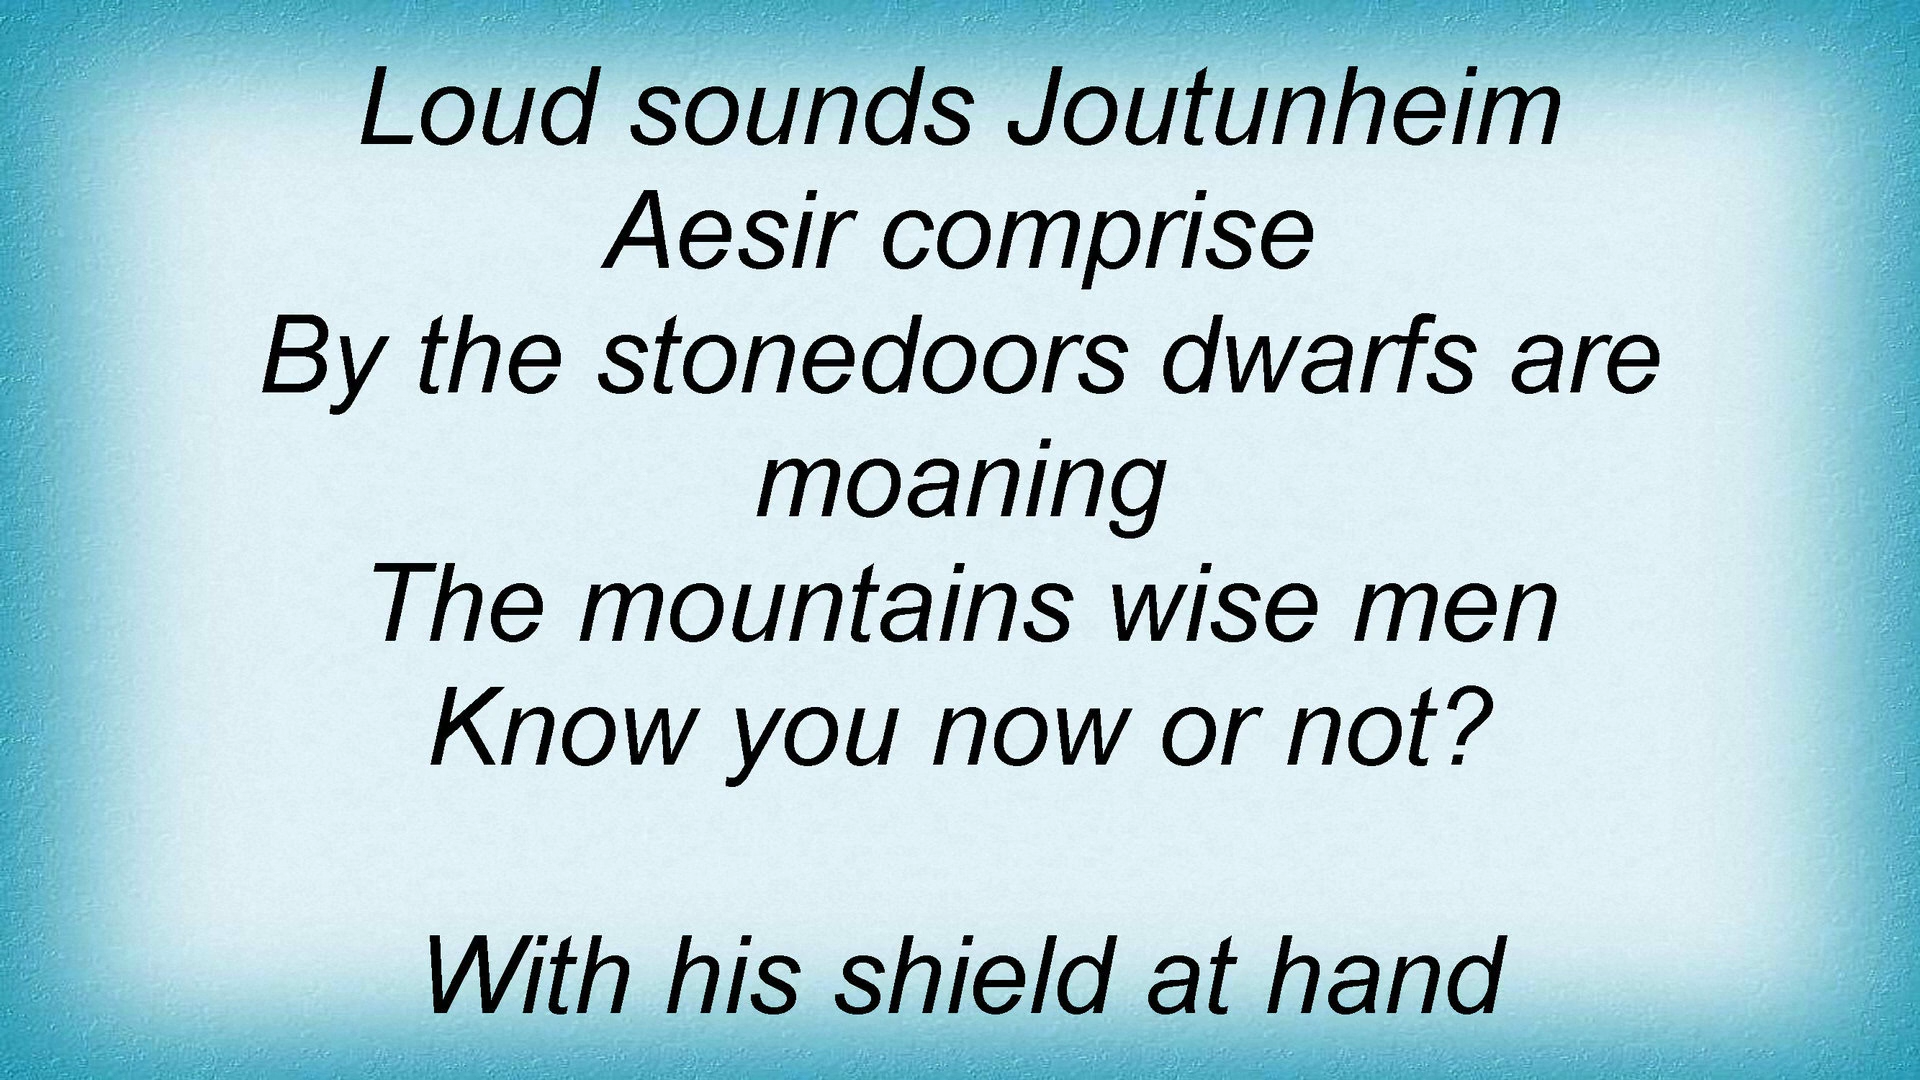 Loud sounds Joutunheim
Aesir comprise
By the stonedoors dwarfs are
moaning
The mountains wise men
Know you now or not?
With his shield at hand